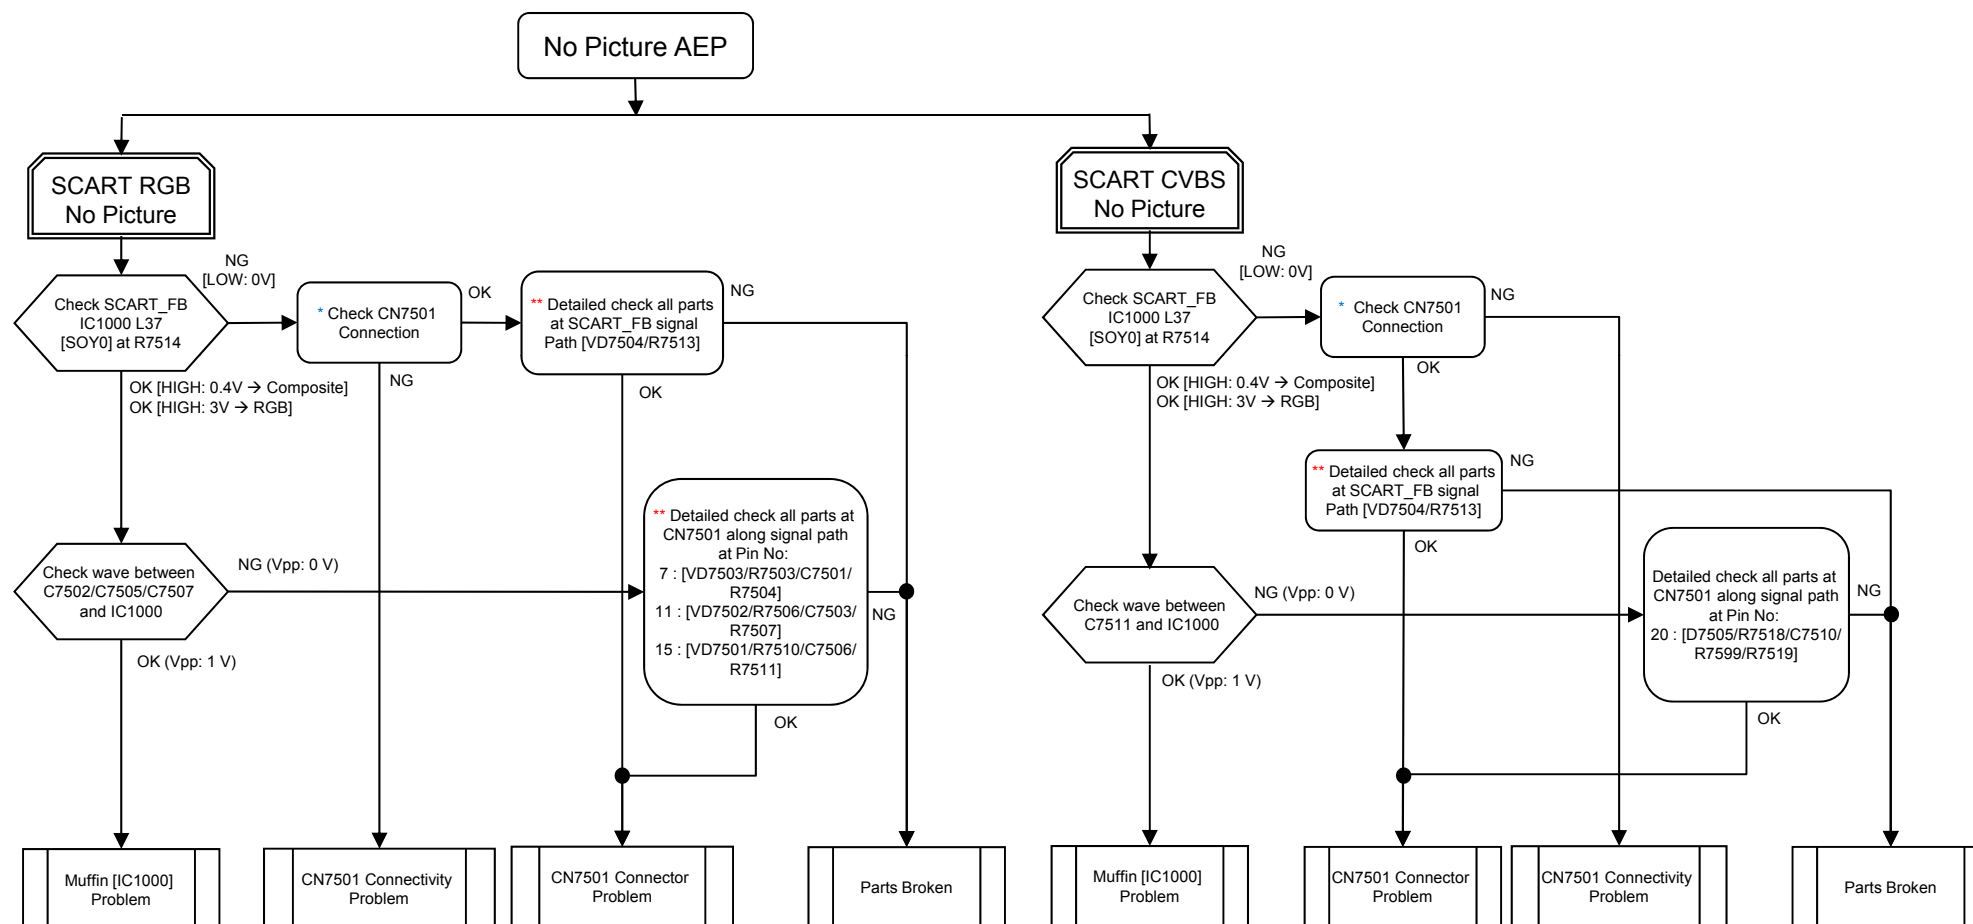 No Picture AEP
SCART RGB
No Picture
NG
[LOW: 0V]
Check SCART_FB
IC1000 L37
[SOY0] at R7514
* Check CN7501
Connection
OK
** Detailed check all parts
at SCART_FB signal
Path [VD7504/R7513]
NG
NG
OK
OK [HIGH: 0.4V → Composite]
OK [HIGH: 3V → RGB]
Check wave between
C7502/C7505/C7507
and IC1000
NG (Vpp: 0 V)
** Detailed check all parts at
CN7501 along signal path
at Pin No:
7 : [VD7503/R7503/C7501/
R7504]
11 : [VD7502/R7506/C7503/
R7507]
15 : [VD7501/R7510/C7506/
R7511]
NG
OK (Vpp: 1 V)
OK
Muffin [IC1000]
Problem
CN7501 Connectivity
Problem
CN7501 Connector
Problem
Parts Broken
SCART CVBS
No Picture
NG
[LOW: 0V]
Check SCART_FB
IC1000 L37
[SOY0] at R7514
* Check CN7501
Connection
NG
OK
OK [HIGH: 0.4V → Composite]
OK [HIGH: 3V → RGB]
** Detailed check all parts
at SCART_FB signal
Path [VD7504/R7513]
NG
OK
Check wave between
C7511 and IC1000
NG (Vpp: 0 V)
Detailed check all parts at
CN7501 along signal path
at Pin No:
20 : [D7505/R7518/C7510/
R7599/R7519]
NG
OK (Vpp: 1 V)
OK
Muffin [IC1000]
Problem
CN7501 Connector
Problem
CN7501 Connectivity
Problem
Parts Broken